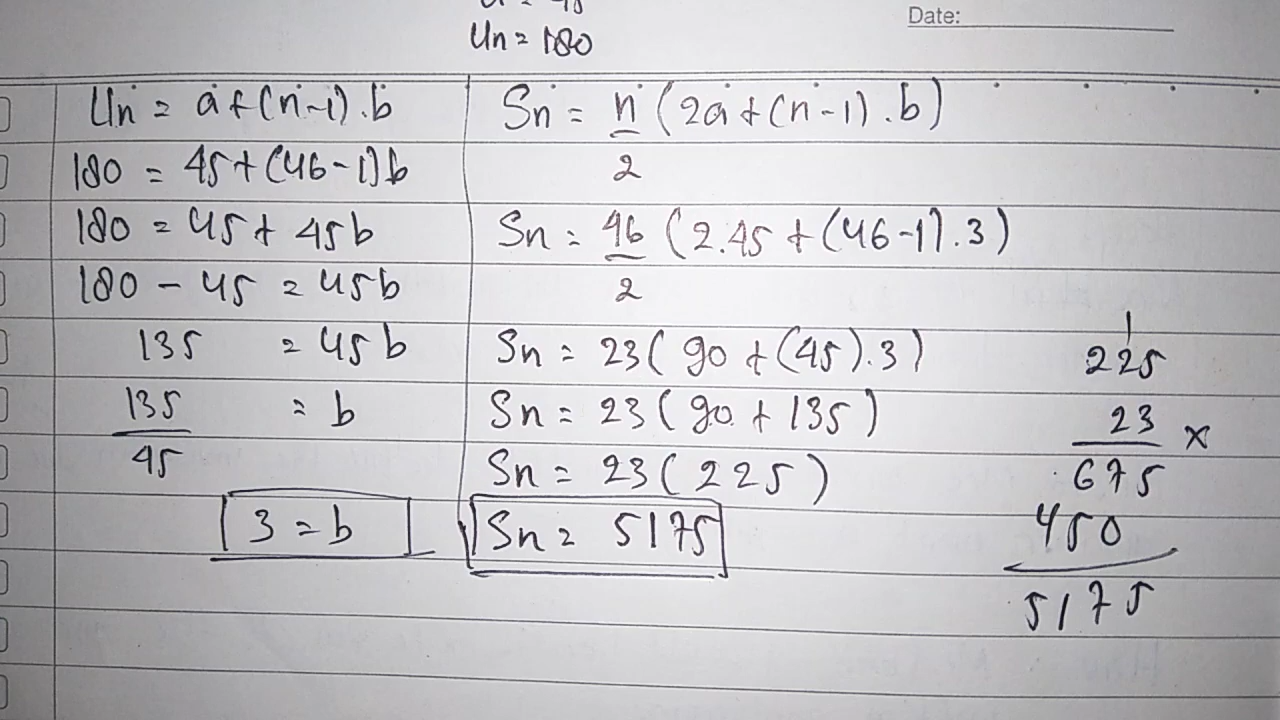 Date:
Un = 180
Un = a + (n-1).b
180 = 45 + (46-1)b
180 = 45 + 45b
180 - 45 = 45b
135 = 45b
135/45 = b
3 = b
Sn = n/2 (2a + (n-1).b)
Sn = 46/2 (2.45 + (46-1).3)
Sn = 23(90 + (45).3)
Sn = 23(90 + 135)
Sn = 23(225)
Sn = 5175
1
225
23 x
675
450
5175